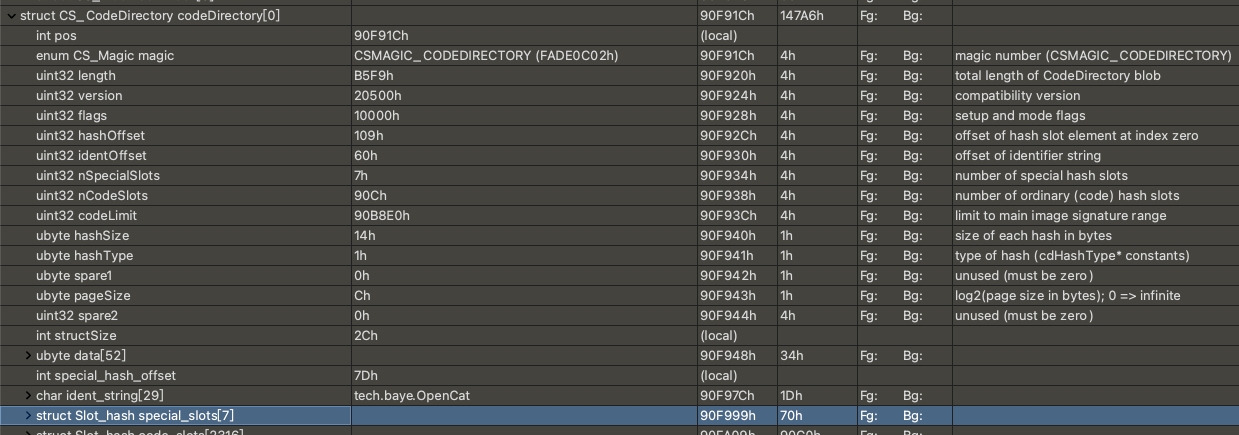 struct CS_CodeDirectory codeDirectory[0] 90F91Ch 147A6h Fg: Bg:
int pos 90F91Ch (local)
enum CS_Magic magic CSMAGIC_CODEDIRECTORY (FADE0C02h) 90F91Ch 4h Fg: Bg: magic number (CSMAGIC_CODEDIRECTORY)
uint32 length B5F9h 90F920h 4h Fg: Bg: total length of CodeDirectory blob
uint32 version 20500h 90F924h 4h Fg: Bg: compatibility version
uint32 flags 10000h 90F928h 4h Fg: Bg: setup and mode flags
uint32 hashOffset 109h 90F92Ch 4h Fg: Bg: offset of hash slot element at index zero
uint32 identOffset 60h 90F930h 4h Fg: Bg: offset of identifier string
uint32 nSpecialSlots 7h 90F934h 4h Fg: Bg: number of special hash slots
uint32 nCodeSlots 90Ch 90F938h 4h Fg: Bg: number of ordinary (code) hash slots
uint32 codeLimit 90B8E0h 90F93Ch 4h Fg: Bg: limit to main image signature range
ubyte hashSize 14h 90F940h 1h Fg: Bg: size of each hash in bytes
ubyte hashType 1h 90F941h 1h Fg: Bg: type of hash (cdHashType* constants)
ubyte spare1 0h 90F942h 1h Fg: Bg: unused (must be zero)
ubyte pageSize Ch 90F943h 1h Fg: Bg: log2(page size in bytes); 0 => infinite
uint32 spare2 0h 90F944h 4h Fg: Bg: unused (must be zero)
int structSize 2Ch (local)
ubyte data[52] 90F948h 34h Fg: Bg:
int special_hash_offset 7Dh (local)
char ident_string[29] tech.baye.OpenCat 90F97Ch 1Dh Fg: Bg:
struct Slot_hash special_slots[7] 90F999h 70h Fg: Bg: